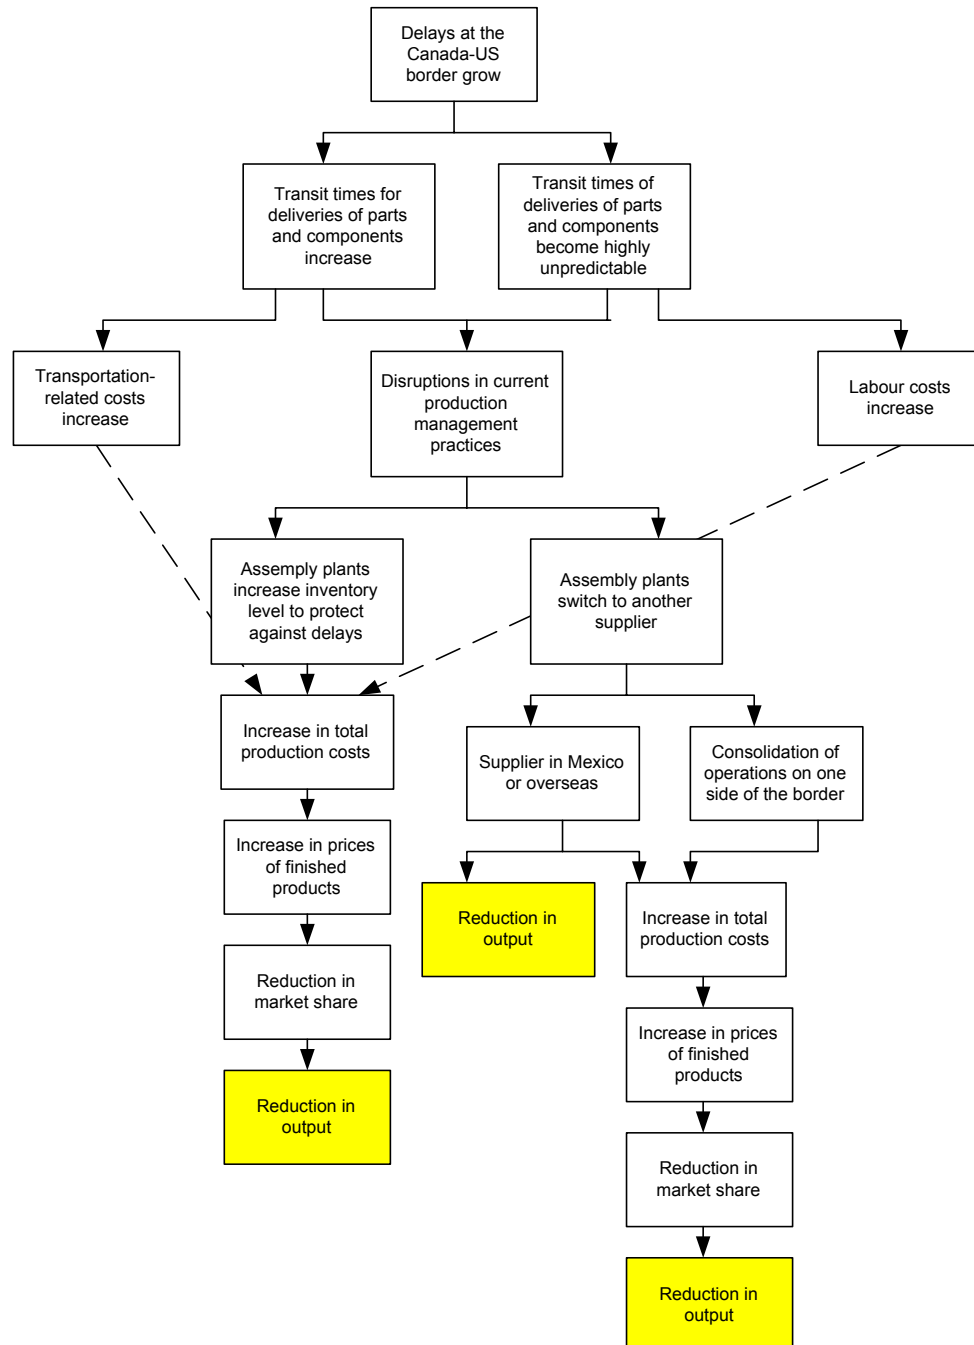 Delays at the
Canada-US
border grow
Transit times for
deliveries of parts
and components
increase
Transit times of
deliveries of parts
and components
become highly
unpredictable
Transportation-
related costs
increase
Disruptions in current
production
management
practices
Labour costs
increase
Assemply plants
increase inventory
level to protect
against delays
Assembly plants
switch to another
supplier
Increase in total
production costs
Supplier in Mexico
or overseas
Consolidation of
operations on one
side of the border
Increase in prices
of finished
products
Reduction in
output
Increase in total
production costs
Reduction in
market share
Increase in prices
of finished
products
Reduction in
output
Reduction in
market share
Reduction in
output